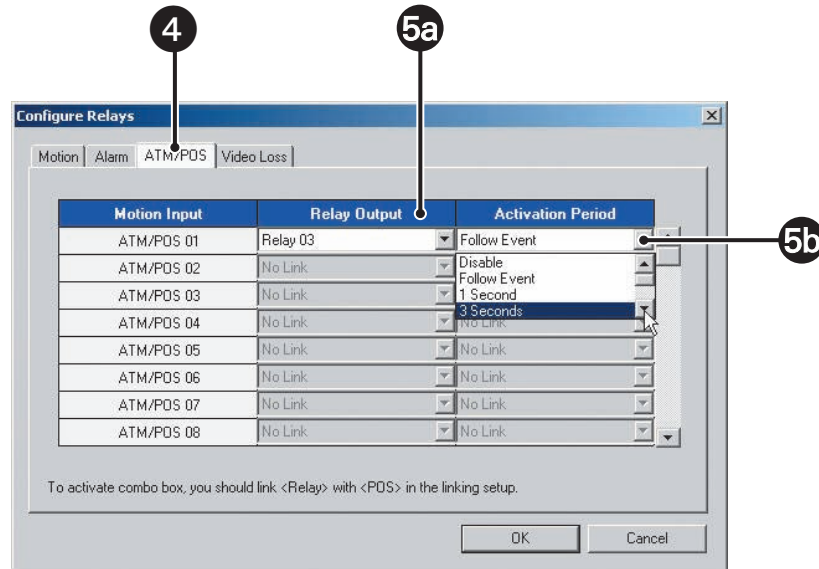 4 5a
Configure Relays
Motion Alarm ATM/POS Video Loss
Motion Input Relay Output Activation Period
ATM/POS 01 Relay 03 Follow Event 5b
ATM/POS 02 No Link Disable
Follow Event
ATM/POS 03 No Link 1 Second
3 Seconds
ATM/POS 04 No Link No Link
ATM/POS 05 No Link No Link
ATM/POS 06 No Link No Link
ATM/POS 07 No Link No Link
ATM/POS 08 No Link No Link
To activate combo box, you should link <Relay> with <POS> in the linking setup.
OK Cancel